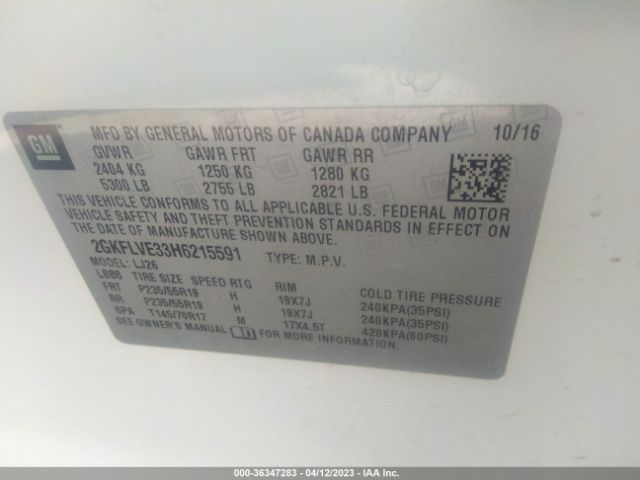 GM
MFD BY GENERAL MOTORS OF CANADA COMPANY 10/16
GVWR GAWR FRT GAWR RR
2404 KG 1250 KG 1280 KG
5300 LB 2755 LB 2821 LB
THIS VEHICLE CONFORMS TO ALL APPLICABLE U.S. FEDERAL MOTOR
VEHICLE SAFETY AND THEFT PREVENTION STANDARDS IN EFFECT ON
THE DATE OF MANUFACTURE SHOWN ABOVE.
2GKFLVE33H6215591 TYPE: M.P.V.
MODEL: LJ26
L888 TIRE SIZE SPEED RTG RIM COLD TIRE PRESSURE
FRT P235/55R19 H 19X7J 240KPA(35PSI)
RR P235/55R19 H 19X7J 240KPA(35PSI)
SPA T145/70R17 M 17X4.5T 420KPA(60PSI)
SEE OWNER'S MANUAL FOR MORE INFORMATION.
000-36347283 - 04/12/2023 - IAA Inc.